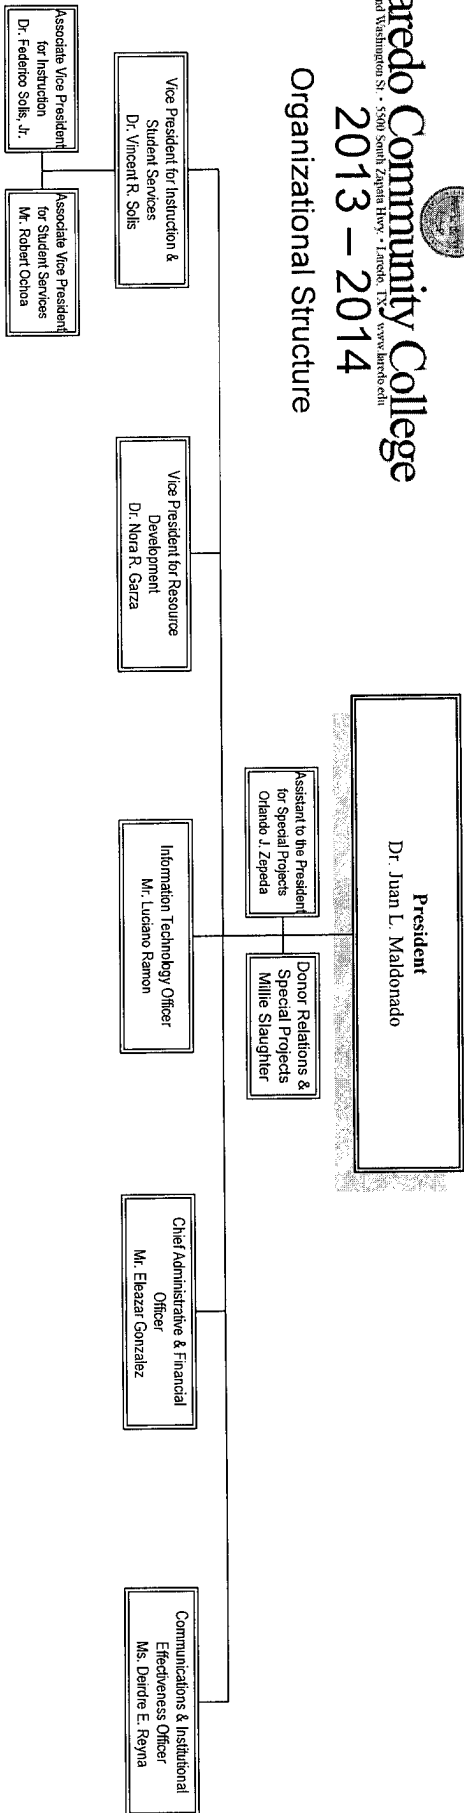 aredo Community College
nd Washington St. • 5500 South Zapata Hwy. • Laredo, TX • www.laredo.edu
2013 – 2014
Organizational Structure
President
Dr. Juan L. Maldonado
Assistant to the President
for Special Projects
Orlando J. Zepeda
Donor Relations &
Special Projects
Millie Slaughter
Vice President for Instruction &
Student Services
Dr. Vincent R. Solis
Vice President for Resource
Development
Dr. Nora R. Garza
Information Technology Officer
Mr. Luciano Ramon
Chief Administrative & Financial
Officer
Mr. Eleazar Gonzalez
Communications & Institutional
Effectiveness Officer
Ms. Deirdre E. Reyna
Associate Vice President
for Instruction
Dr. Federico Solis, Jr.
Associate Vice President
for Student Services
Mr. Robert Ochoa